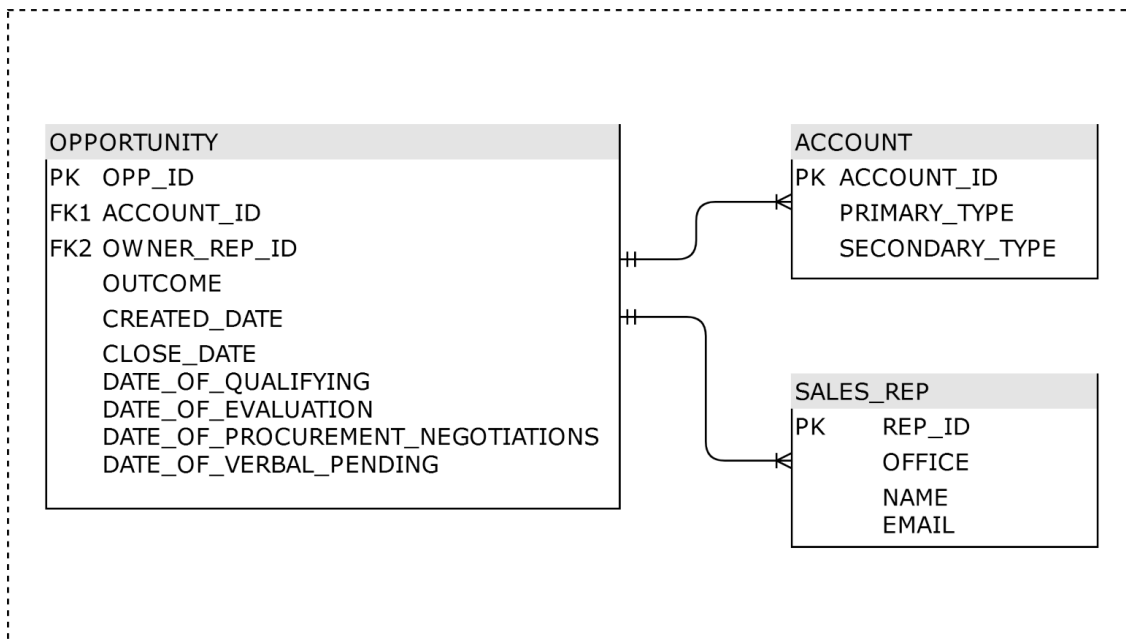 OPPORTUNITY
PK OPP_ID
FK1 ACCOUNT_ID
FK2 OWNER_REP_ID
OUTCOME
CREATED_DATE
CLOSE_DATE
DATE_OF_QUALIFYING
DATE_OF_EVALUATION
DATE_OF_PROCUREMENT_NEGOTIATIONS
DATE_OF_VERBAL_PENDING
ACCOUNT
PK ACCOUNT_ID
PRIMARY_TYPE
SECONDARY_TYPE
SALES_REP
PK REP_ID
OFFICE
NAME
EMAIL